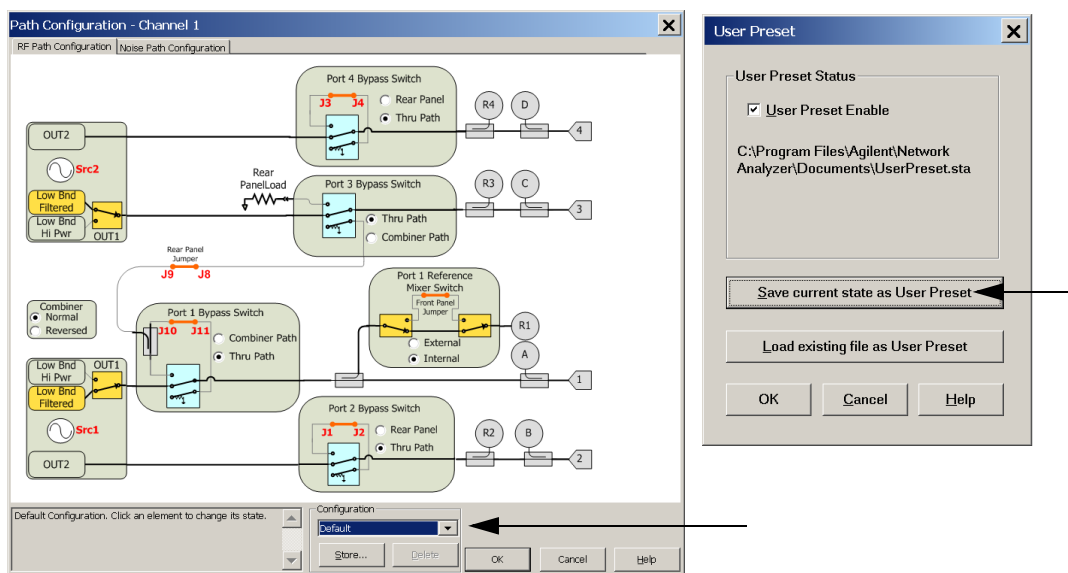 Path Configuration - Channel 1
RF Path Configuration
Noise Path Configuration
Port 4 Bypass Switch
J3
J4
Rear Panel
Thru Path
R4
D
4
OUT2
Src2
Low Bnd
Filtered
Low Bnd
Hi Pwr
OUT1
Rear
PanelLoad
Port 3 Bypass Switch
Thru Path
Combiner Path
R3
C
3
Rear Panel
Jumper
J9
J8
Port 1 Reference
Mixer Switch
Front Panel
Jumper
External
Internal
R1
A
1
Combiner
Normal
Reversed
Port 1 Bypass Switch
J10
J11
Combiner Path
Thru Path
Low Bnd
Hi Pwr
OUT1
Low Bnd
Filtered
Src1
OUT2
Port 2 Bypass Switch
J1
J2
Rear Panel
Thru Path
R2
B
2
Default Configuration. Click an element to change its state.
Configuration
Default
Store...
Delete
OK
Cancel
Help
User Preset
User Preset Status
User Preset Enable
C:\Program Files\Agilent\Network
Analyzer\Documents\UserPreset.sta
Save current state as User Preset
Load existing file as User Preset
OK
Cancel
Help